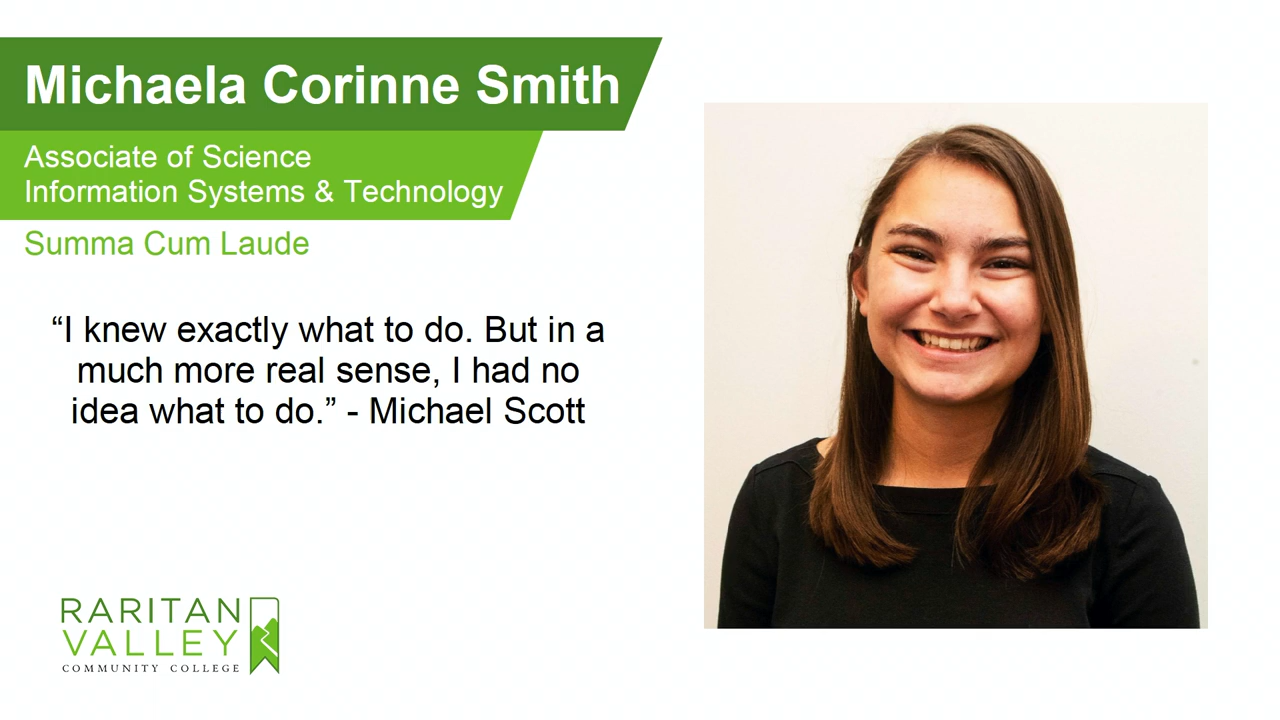 Michaela Corinne Smith
Associate of Science
Information Systems & Technology
Summa Cum Laude
“I knew exactly what to do. But in a
much more real sense, I had no
idea what to do.” - Michael Scott
RARITAN
VALLEY
COMMUNITY COLLEGE